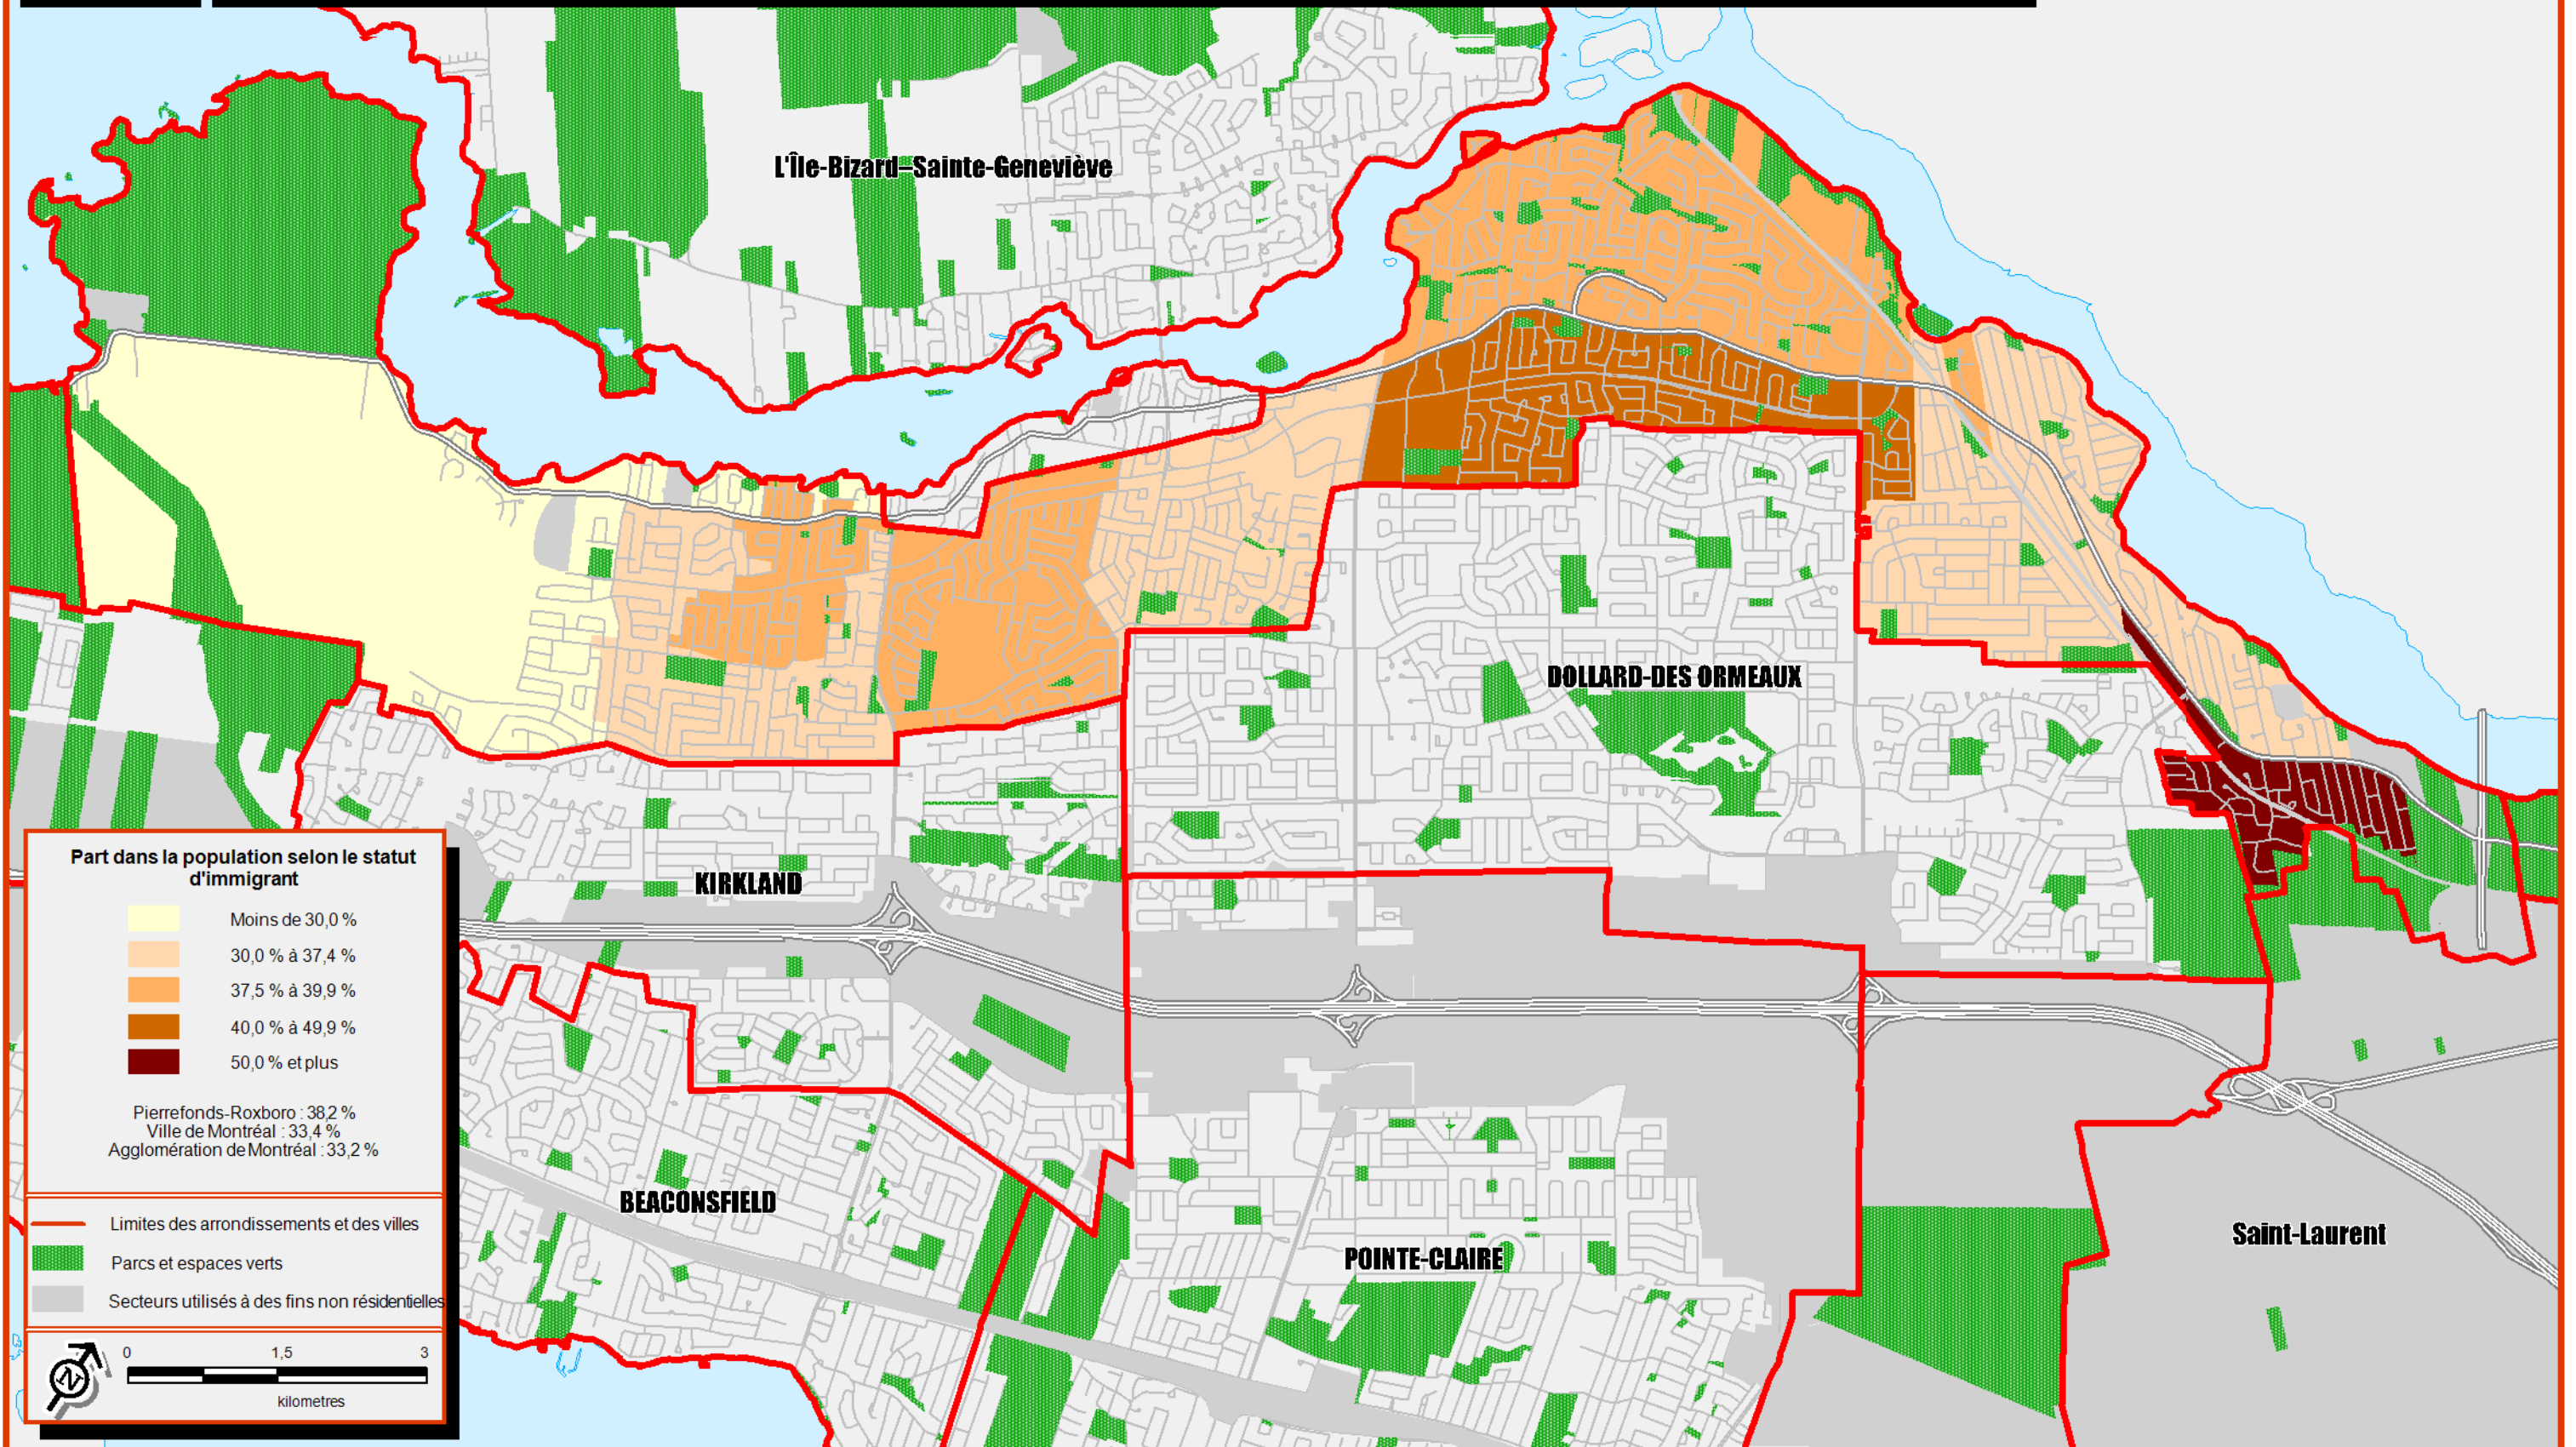 L'Île-Bizard–Sainte-Geneviève
DOLLARD-DES ORMEAUX
KIRKLAND
BEACONSFIELD
POINTE-CLAIRE
Saint-Laurent
Part dans la population selon le statut
d'immigrant
Moins de 30,0 %
30,0 % à 37,4 %
37,5 % à 39,9 %
40,0 % à 49,9 %
50,0 % et plus
Pierrefonds-Roxboro : 38,2 %
Ville de Montréal : 33,4 %
Agglomération de Montréal : 33,2 %
Limites des arrondissements et des villes
Parcs et espaces verts
Secteurs utilisés à des fins non résidentielles
N
0 1,5 3
kilometres